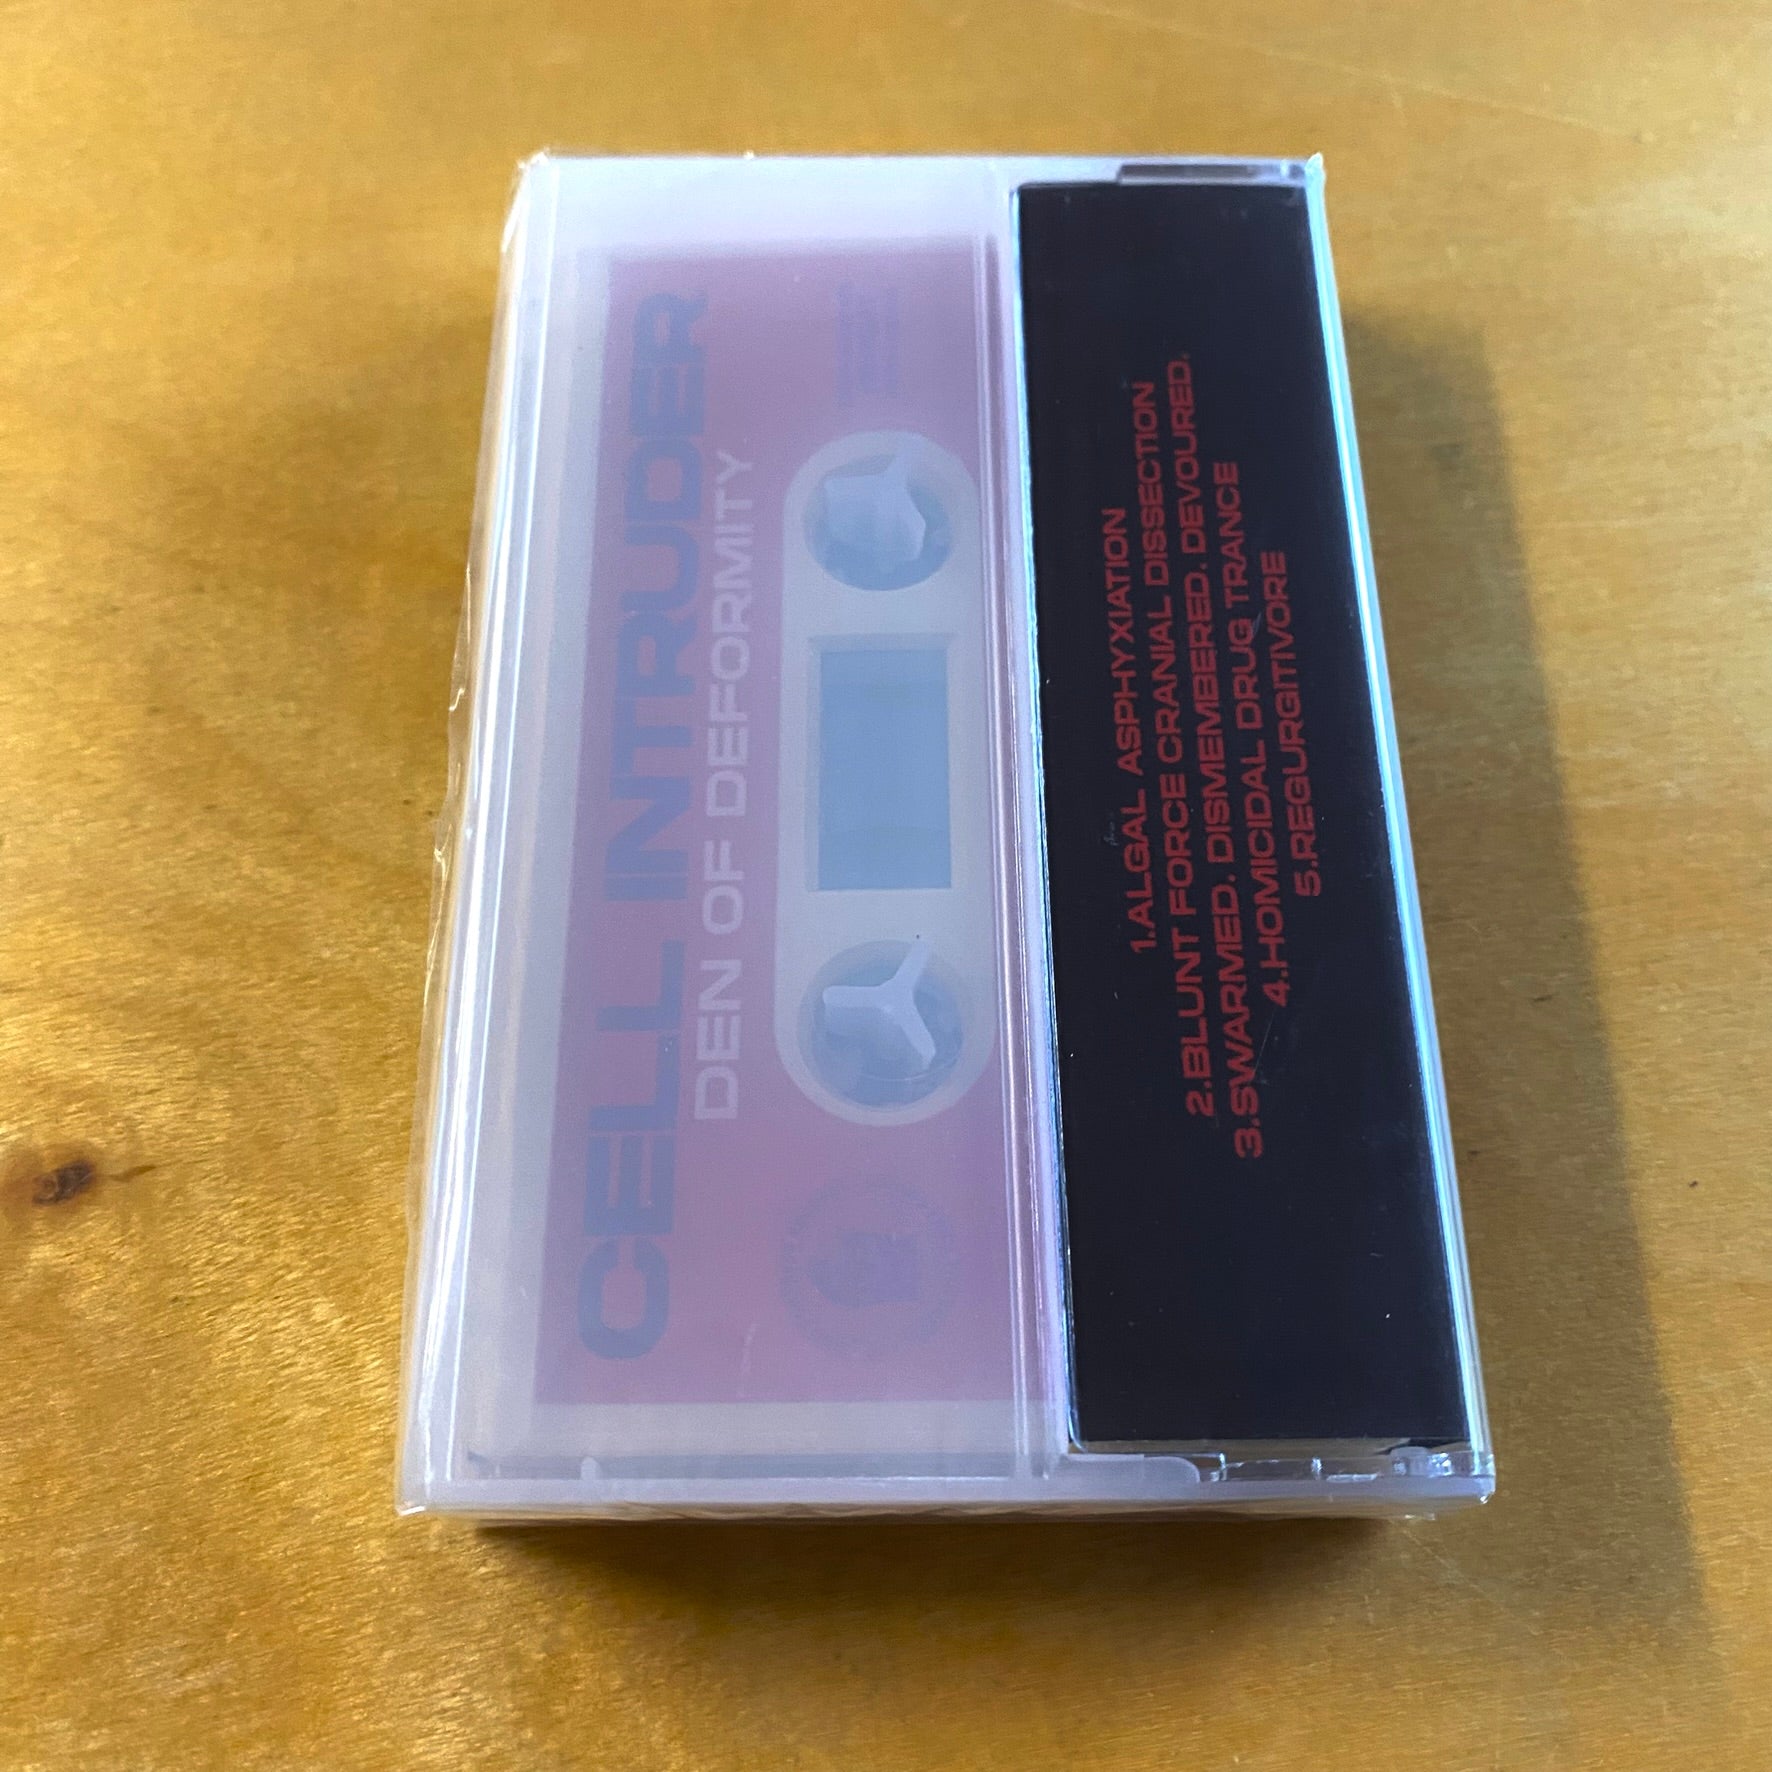 CELL INTRUDER
DEN OF DEFORMITY
1.ALGAL ASPHYXIATION
2.BLUNT FORCE CRANIAL DISSECTION
3.SWARMED. DISMEMBERED. DEVOURED.
4.HOMICIDAL DRUG TRANCE
5.REGURGITIVORE